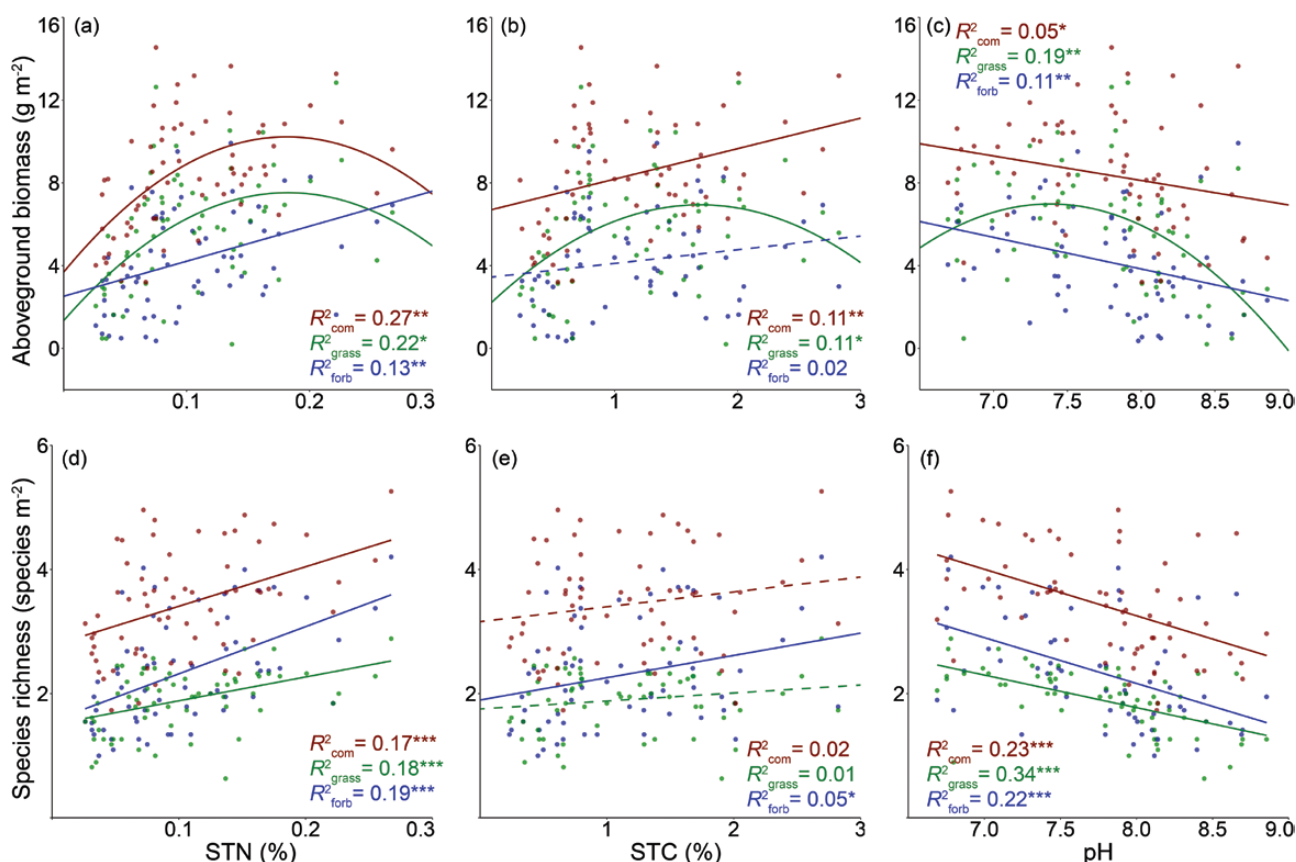 Aboveground biomass (g m⁻²)
16
12
8
4
0
(a)
R²com = 0.27**
R²grass = 0.22*
R²forb = 0.13**
0.1
0.2
0.3
16
12
8
4
0
(b)
R²com = 0.11**
R²grass = 0.11*
R²forb = 0.02
1
2
3
16
12
8
4
0
(c)
R²com = 0.05*
R²grass = 0.19**
R²forb = 0.11**
7.0
7.5
8.0
8.5
9.0
Species richness (species m⁻²)
6
4
2
(d)
R²com = 0.17***
R²grass = 0.18***
R²forb = 0.19***
0.1
0.2
0.3
STN (%)
6
4
2
(e)
R²com = 0.02
R²grass = 0.01
R²forb = 0.05*
1
2
3
STC (%)
6
4
2
(f)
R²com = 0.23***
R²grass = 0.34***
R²forb = 0.22***
7.0
7.5
8.0
8.5
9.0
pH